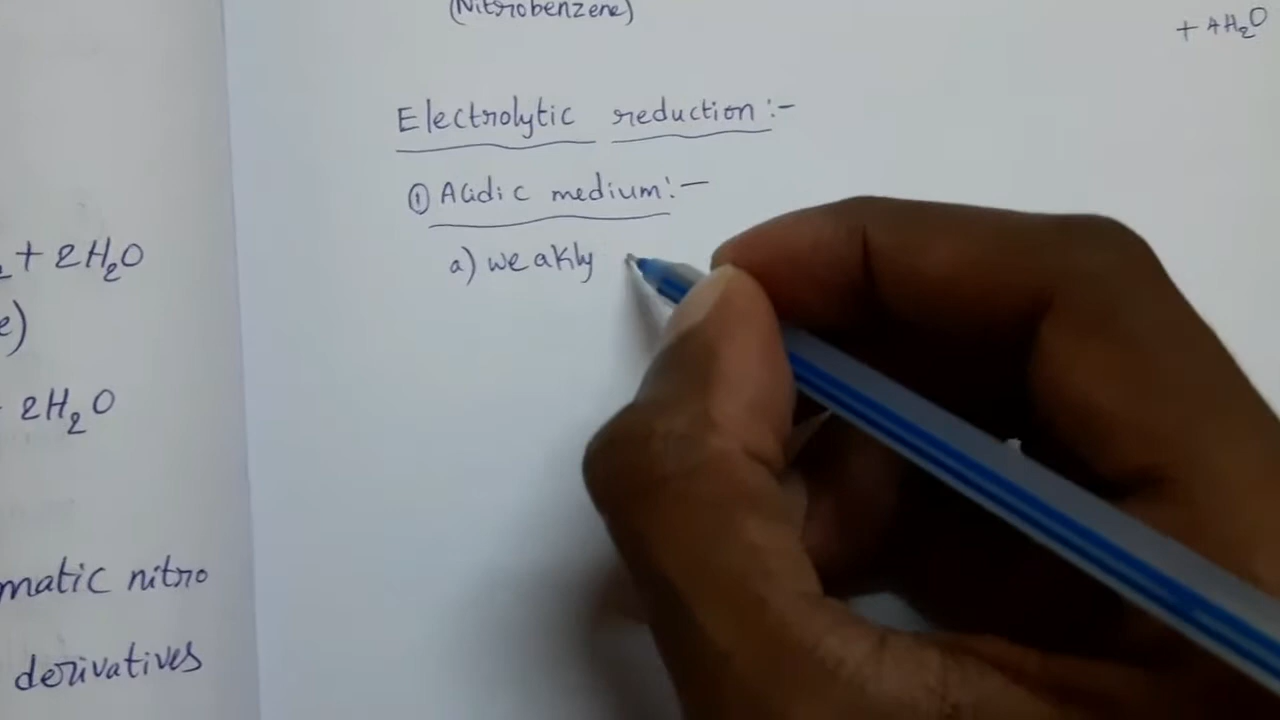 (Nitrobenzene)
+ 4H2O
Electrolytic reduction:-
① Acidic medium:-
a) weakly
+ 2H2O
e)
2H2O
matic nitro
derivatives